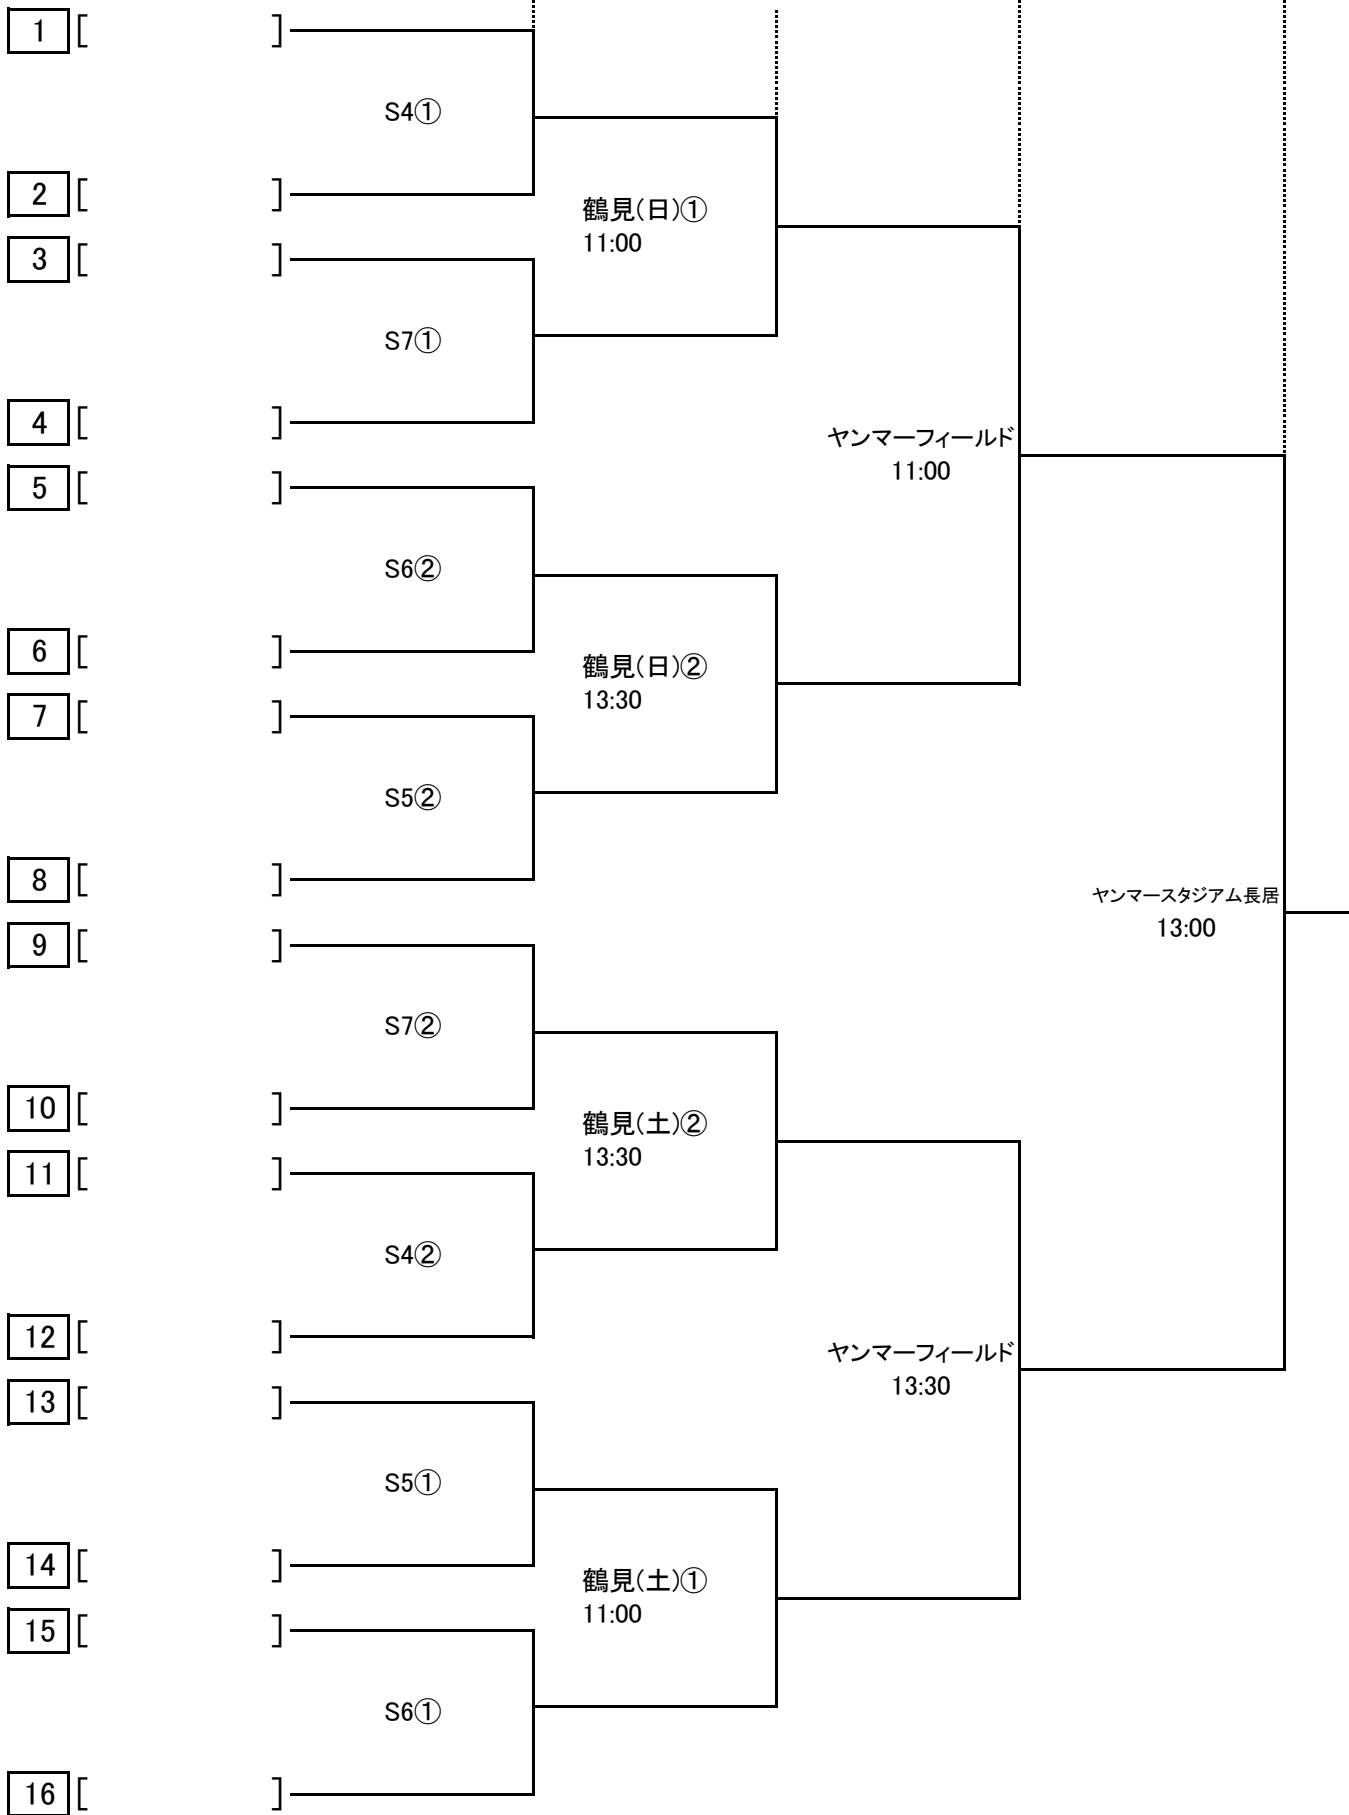 1 [ ]
S4①
2 [ ]
鶴見(日)①
11:00
3 [ ]
S7①
4 [ ]
ヤンマーフィールド
11:00
5 [ ]
S6②
6 [ ]
鶴見(日)②
13:30
7 [ ]
S5②
8 [ ]
ヤンマースタジアム長居
13:00
9 [ ]
S7②
10 [ ]
鶴見(土)②
13:30
11 [ ]
S4②
12 [ ]
ヤンマーフィールド
13:30
13 [ ]
S5①
14 [ ]
鶴見(土)①
11:00
15 [ ]
S6①
16 [ ]